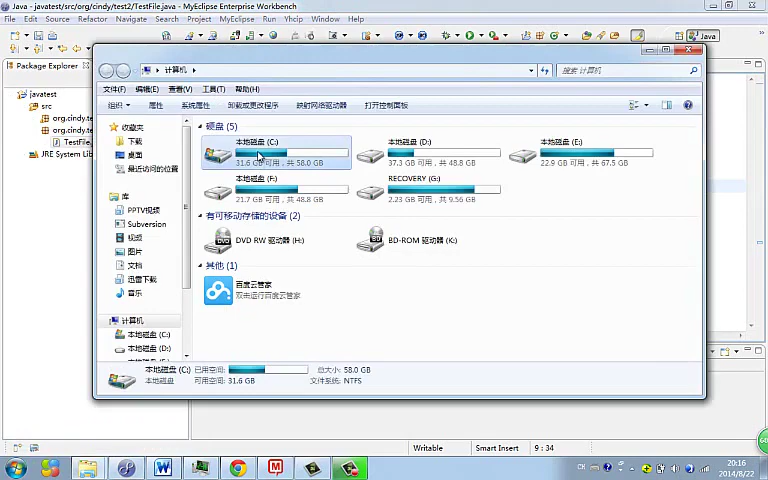 Java - javatest/src/org/cindy/test2/TestFile.java - MyEclipse Enterprise Workbench
File Edit Source Refactor Navigate Search Project MyEclipse Run Yhcip Window Help
Java
Package Explorer
javatest
src
org.cindy.te
org.cindy.te
TestFile.
JRE System Lib
计算机
搜索 计算机
文件(F) 编辑(E) 查看(V) 工具(T) 帮助(H)
组织 属性 系统属性 卸载或更改程序 映射网络驱动器 打开控制面板
收藏夹
下载
桌面
最近访问的位置
库
PPTV视频
Subversion
视频
图片
文档
迅雷下载
音乐
计算机
本地磁盘 (C:)
本地磁盘 (D:)
硬盘 (5)
本地磁盘 (C:)
31.6 GB 可用，共 58.0 GB
本地磁盘 (D:)
37.3 GB 可用，共 48.8 GB
本地磁盘 (E:)
22.9 GB 可用，共 67.5 GB
本地磁盘 (F:)
21.7 GB 可用，共 48.8 GB
RECOVERY (G:)
2.23 GB 可用，共 9.56 GB
有可移动存储的设备 (2)
DVD RW 驱动器 (H:)
BD-ROM 驱动器 (K:)
其他 (1)
百度云管家
双击运行百度云管家
本地磁盘 (C:) 已用空间: 总大小: 58.0 GB
本地磁盘 可用空间: 31.6 GB 文件系统: NTFS
Writable Smart Insert 9 : 34
CH
20:16
2014/8/22